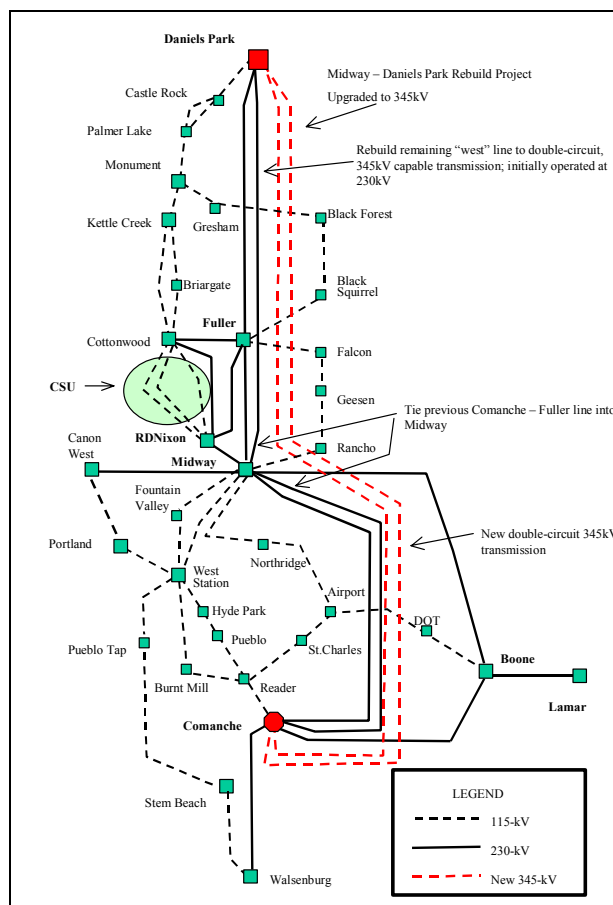 Daniels Park
Midway – Daniels Park Rebuild Project
Upgraded to 345kV
Castle Rock
Palmer Lake
Rebuild remaining “west” line to double-circuit,
345kV capable transmission; initially operated at
230kV
Monument
Kettle Creek
Gresham
Black Forest
Briargate
Black
Squirrel
Fuller
Cottonwood
Falcon
CSU
Geesen
Tie previous Comanche – Fuller line into
Midway
RDNixon
Rancho
Canon
West
Midway
Fountain
Valley
New double-circuit 345kV
transmission
Portland
Northridge
West
Station
Airport
Hyde Park
DOT
Pueblo Tap
Pueblo
St.Charles
Boone
Burnt Mill
Reader
Lamar
Comanche
Stem Beach
Walsenburg
LEGEND
115-kV
230-kV
New 345-kV